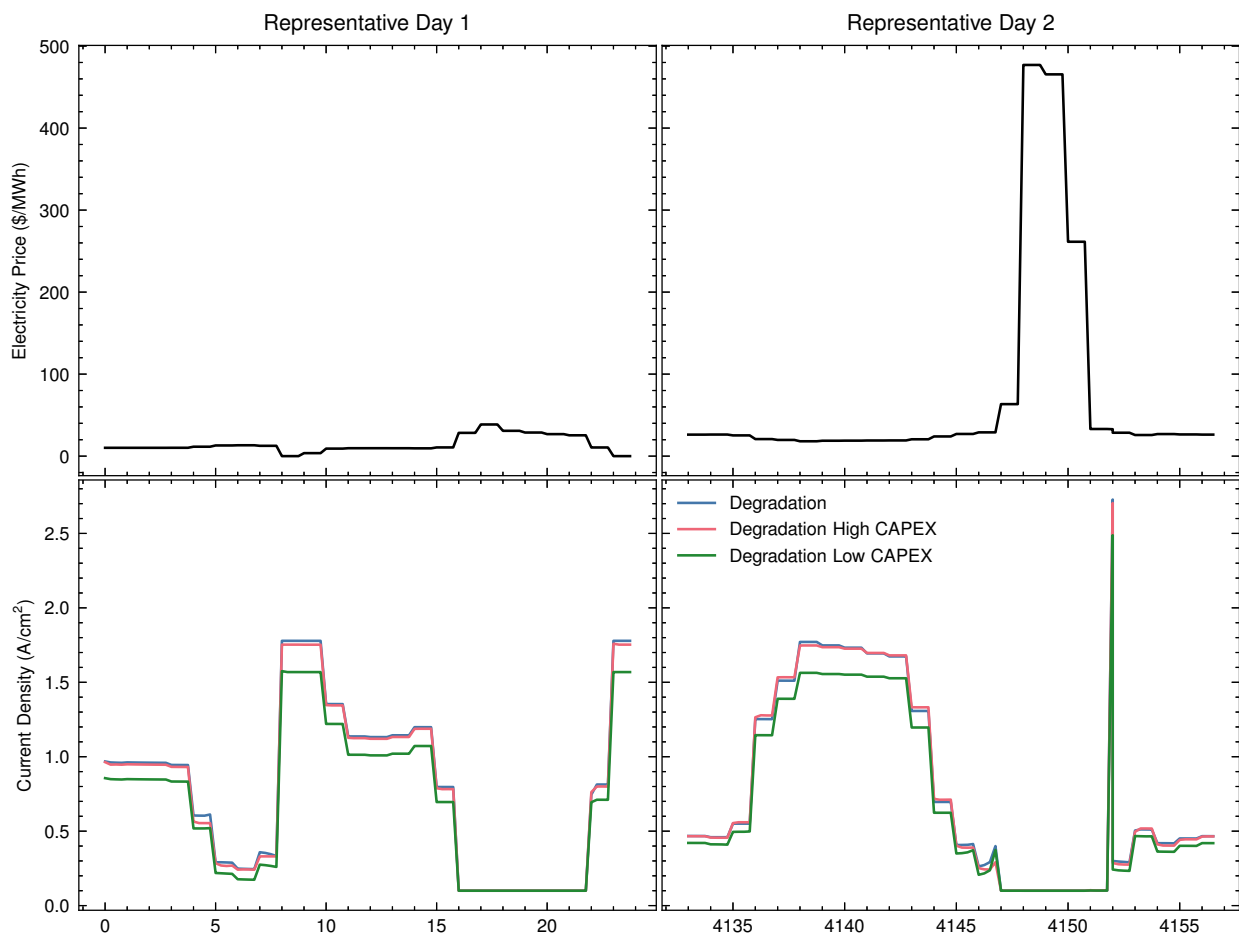 Representative Day 1
Representative Day 2
Electricity Price ($/MWh)
500
400
300
200
100
0
Current Density (A/cm²)
2.5
2.0
1.5
1.0
0.5
0.0
Degradation
Degradation High CAPEX
Degradation Low CAPEX
0 5 10 15 20
4135 4140 4145 4150 4155